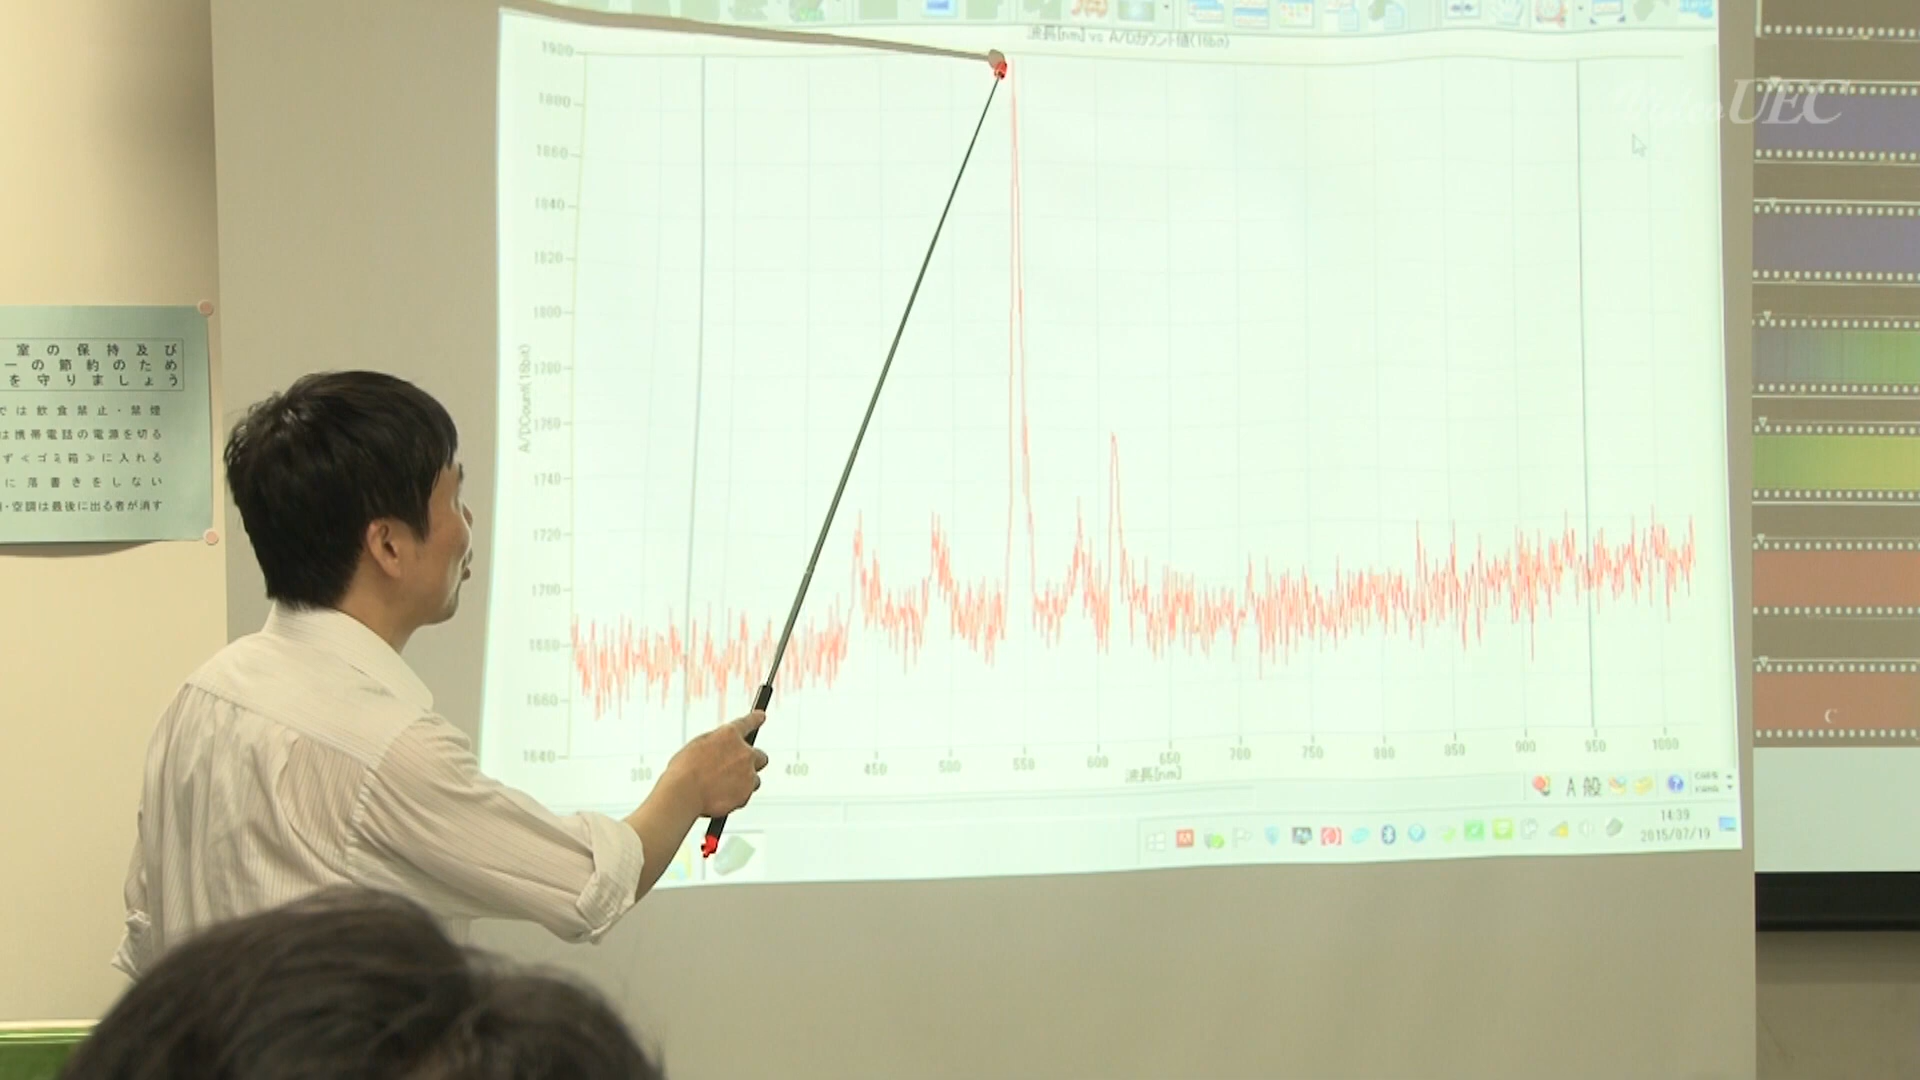 室の保持及び
ーの節約のため
を守りましょう
では飲食禁止・禁煙
は携帯電話の電源を切る
ず≪ゴミ箱≫に入れる
に落書きをしない
・空調は最後に出る者が消す
波長[nm] vs A/Dカウント値(16bit)
UEC
1900
1880
1860
1840
1820
1800
1780
1760
1740
1720
1700
1680
1660
1640
A/DCount(16bit)
300 400 450 500 550 600 650 700 750 800 850 900 950 1000
波長[nm]
A 般
CAPS
KANA
14:39
2015/07/19
C